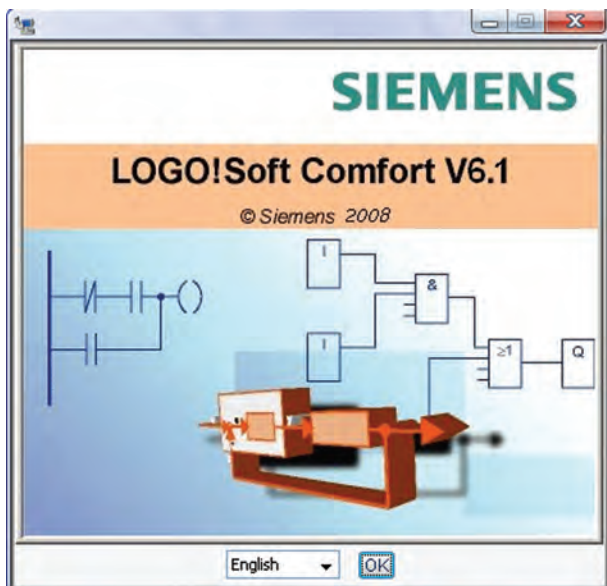 SIEMENS
LOGO!Soft Comfort V6.1
© Siemens 2008
I
&
I
≥1
Q
English
OK